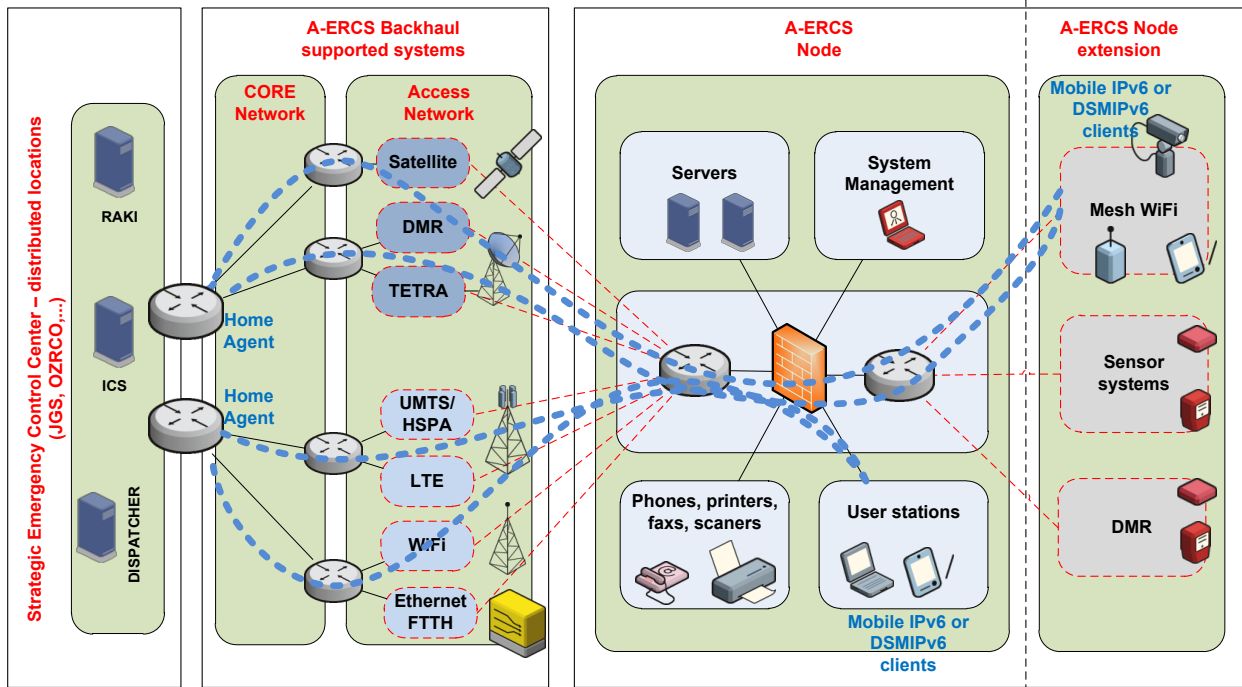 Strategic Emergency Control Center – distributed locations
(JGS, OZRCO,...)
RAKI
ICS
DISPATCHER
A-ERCS Backhaul
supported systems
CORE
Network
Access
Network
Satellite
DMR
TETRA
Home
Agent
Home
Agent
UMTS/
HSPA
LTE
WiFi
Ethernet
FTTH
A-ERCS
Node
Servers
System
Management
Phones, printers,
faxs, scaners
User stations
Mobile IPv6 or
DSMIPv6
clients
A-ERCS Node
extension
Mobile IPv6 or
DSMIPv6
clients
Mesh WiFi
Sensor
systems
DMR